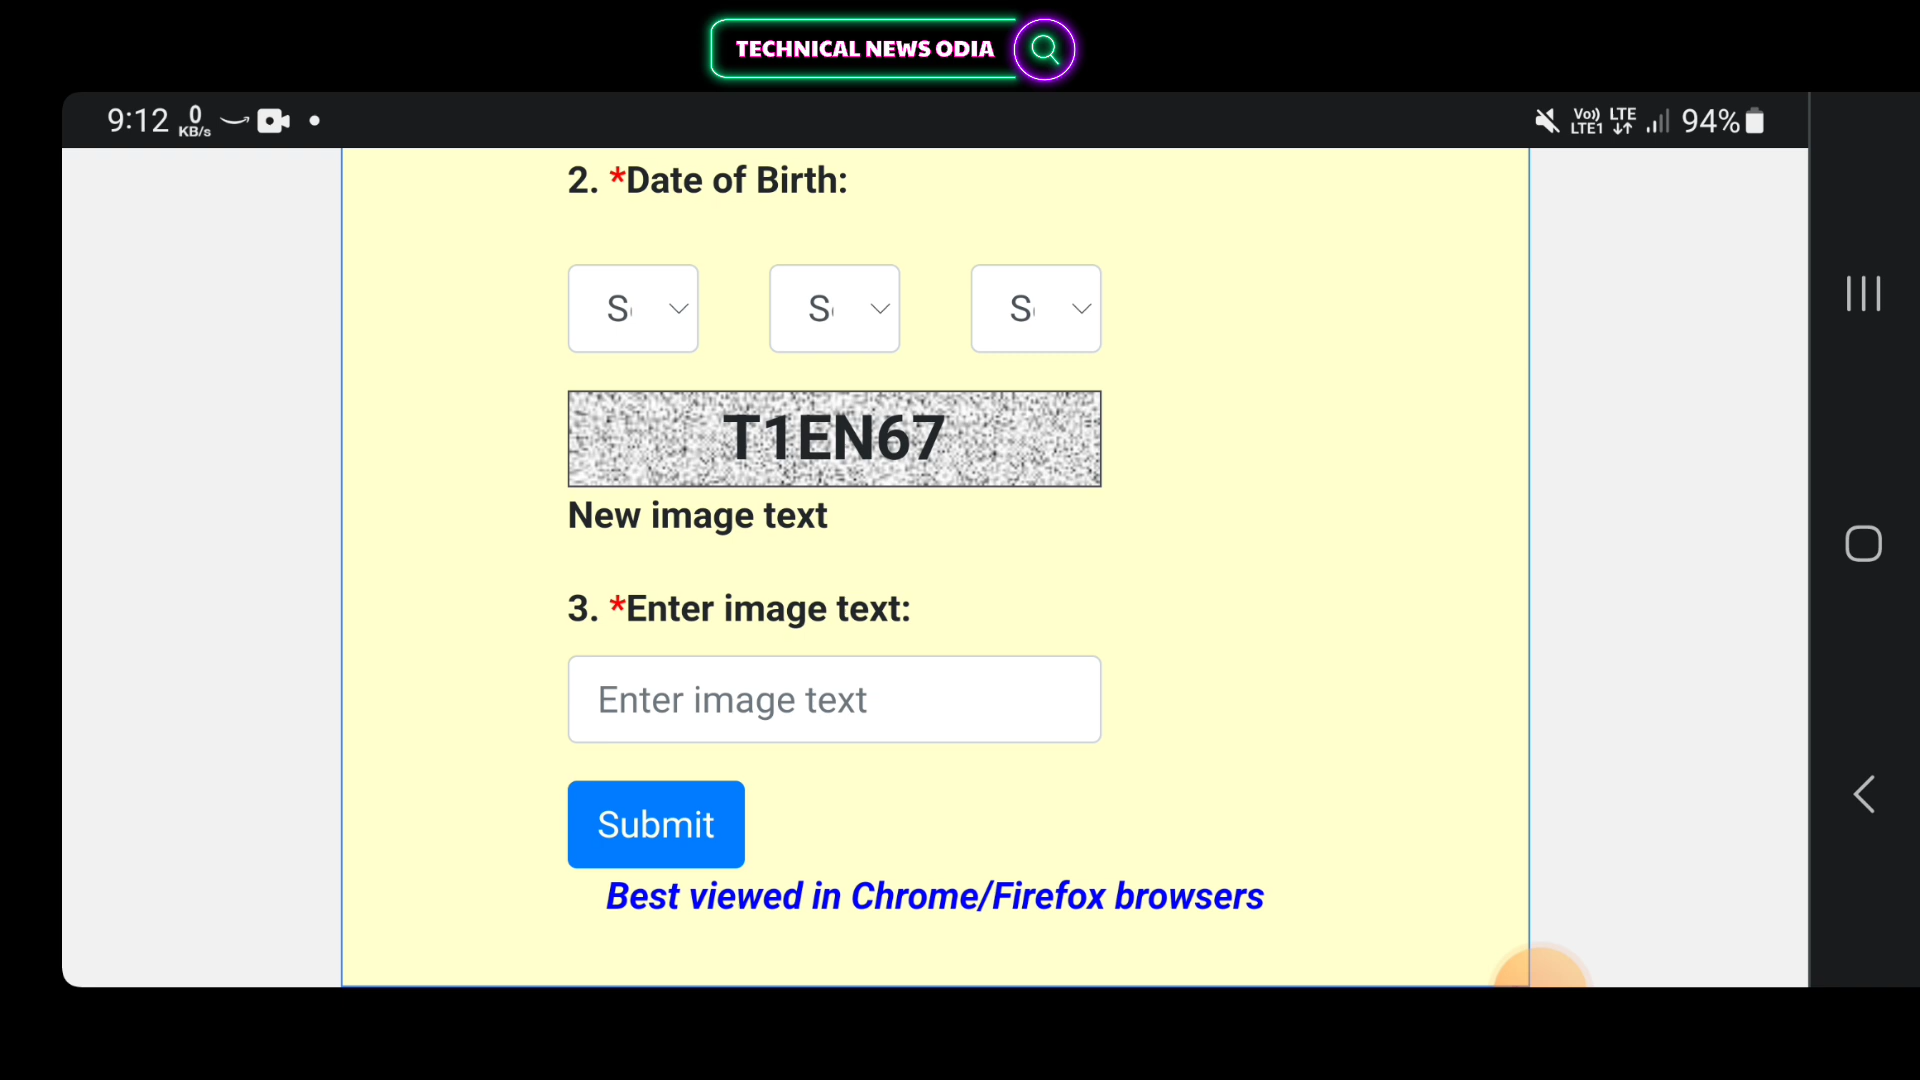 TECHNICAL NEWS ODIA
9:12 0 KB/s Vo)) LTE1 LTE 94%
2. *Date of Birth:
S S S
T1EN67
New image text
3. *Enter image text:
Enter image text
Submit
Best viewed in Chrome/Firefox browsers